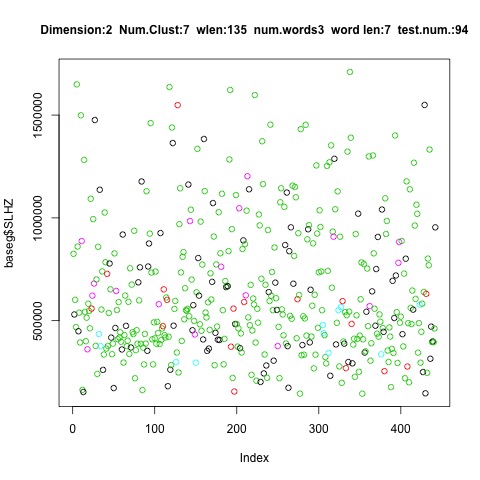 Dimension:2 Num.Clust:7 wlen:135 num.words3 word len:7 test.num.:94
1500000
1000000
500000
baseg$SLHZ
0 100 200 300 400
Index